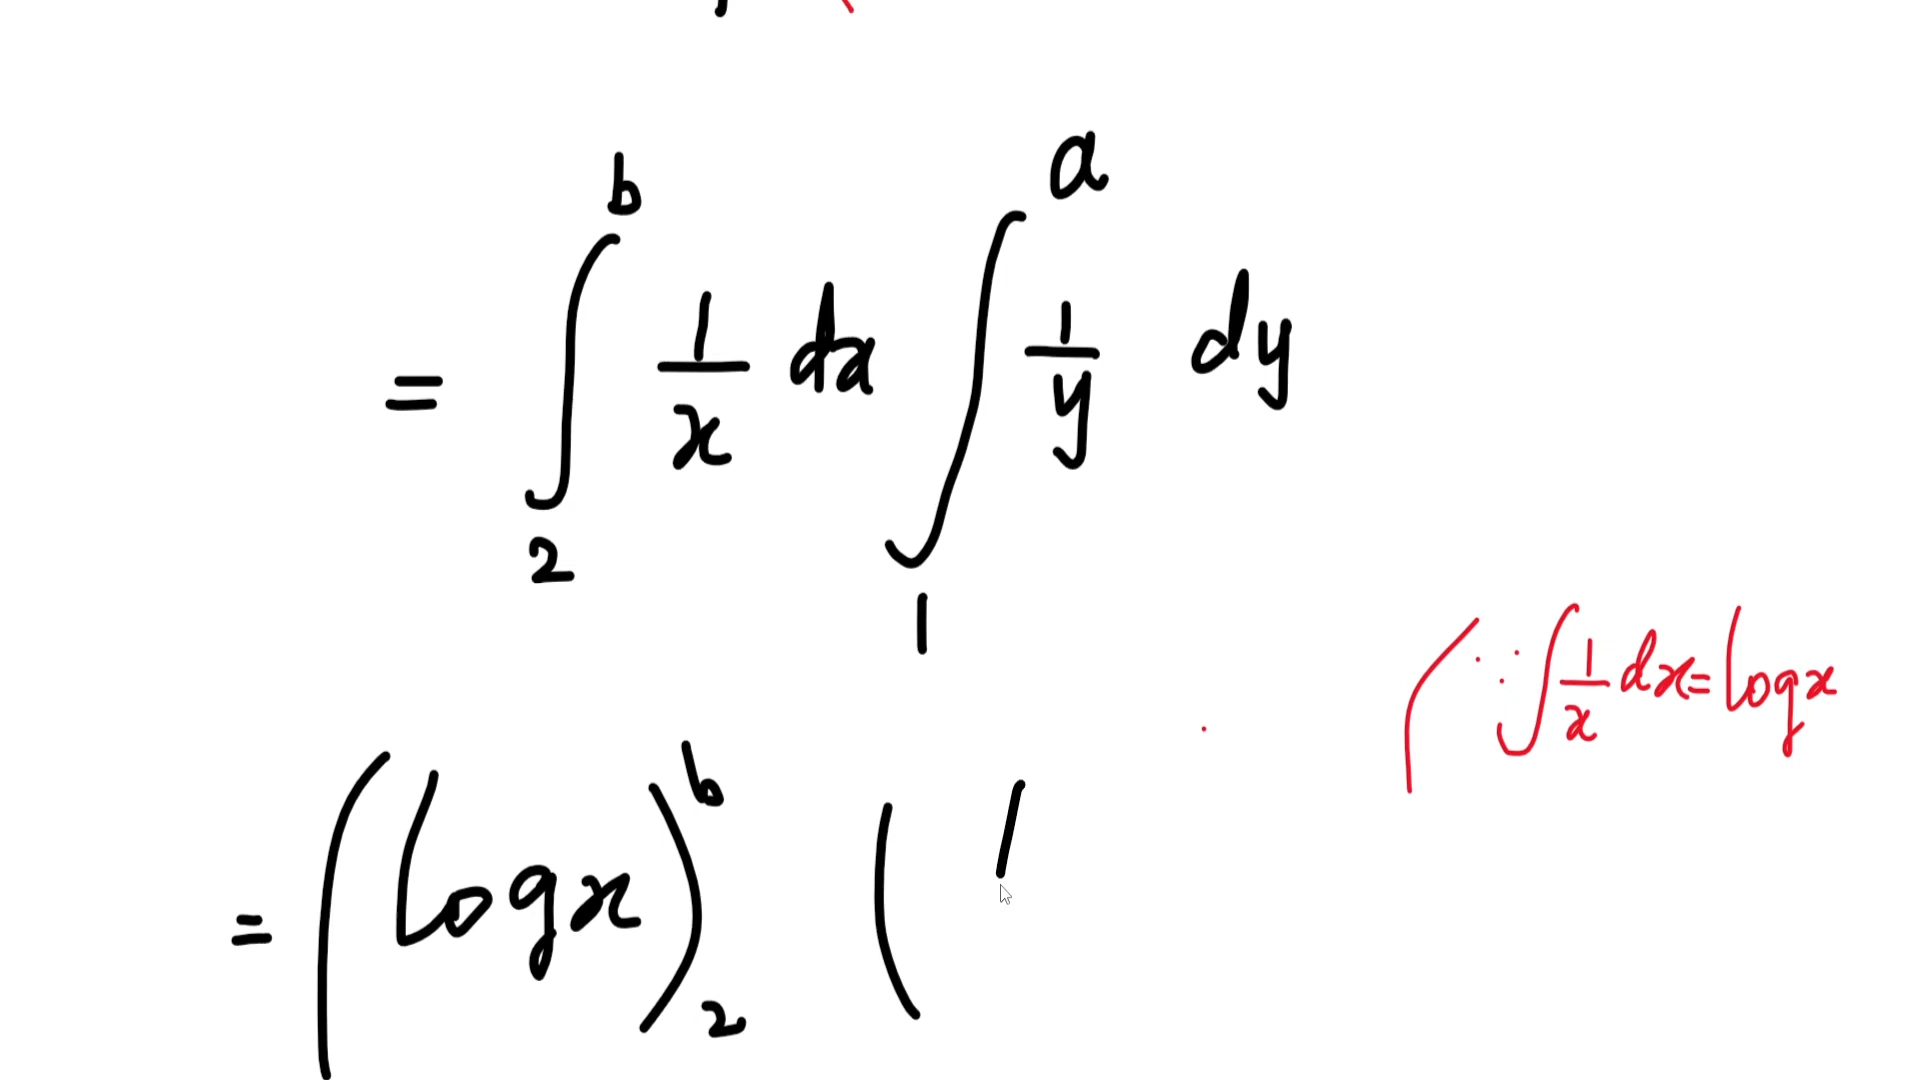 = ∫₂ᵇ 1/x dx ∫₁ᵃ 1/y dy
(∵ ∫ 1/x dx = log x
= (log x)₂ᵇ (